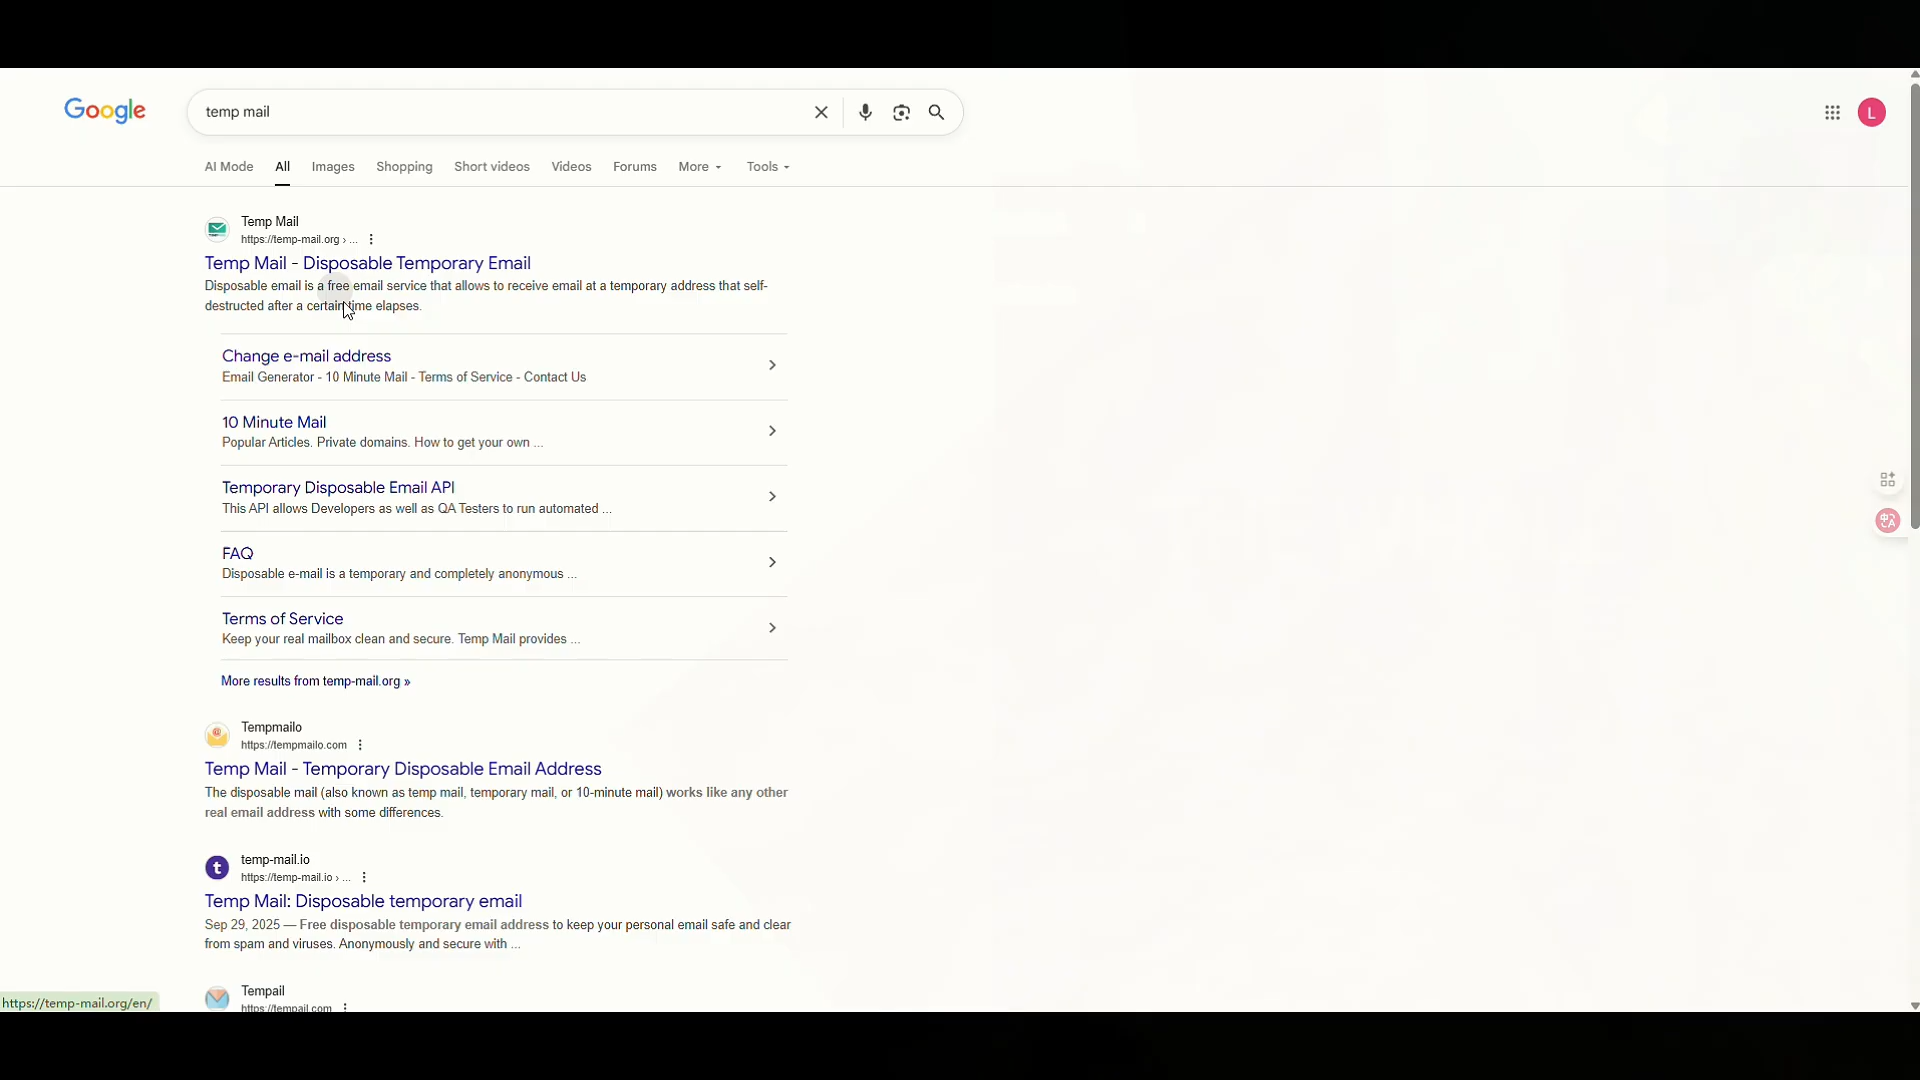 Google
temp mail
L
AI Mode All Images Shopping Short videos Videos Forums More Tools
Temp Mail
https://temp-mail.org › ...
Temp Mail - Disposable Temporary Email
Disposable email is a free email service that allows to receive email at a temporary address that self-
destructed after a certain time elapses.
Change e-mail address
Email Generator - 10 Minute Mail - Terms of Service - Contact Us
10 Minute Mail
Popular Articles. Private domains. How to get your own ...
Temporary Disposable Email API
This API allows Developers as well as QA Testers to run automated ...
FAQ
Disposable e-mail is a temporary and completely anonymous ...
Terms of Service
Keep your real mailbox clean and secure. Temp Mail provides ...
More results from temp-mail.org »
Tempmailo
https://tempmailo.com
Temp Mail - Temporary Disposable Email Address
The disposable mail (also known as temp mail, temporary mail, or 10-minute mail) works like any other
real email address with some differences.
temp-mail.io
https://temp-mail.io › ...
t
Temp Mail: Disposable temporary email
Sep 29, 2025 — Free disposable temporary email address to keep your personal email safe and clear
from spam and viruses. Anonymously and secure with ...
Tempail
https://tempail.com
https://temp-mail.org/en/